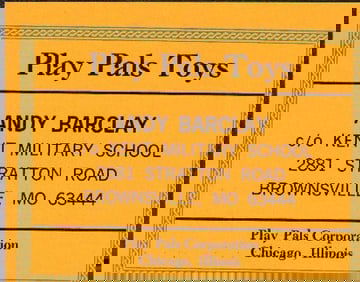 Play Pals Toys
ANDY BARCLAY
c/o KENT MILITARY SCHOOL
2881 STRATTON ROAD
BROWNSVILLE, MO 63444
Play Pals Corporation
Chicago, Illinois